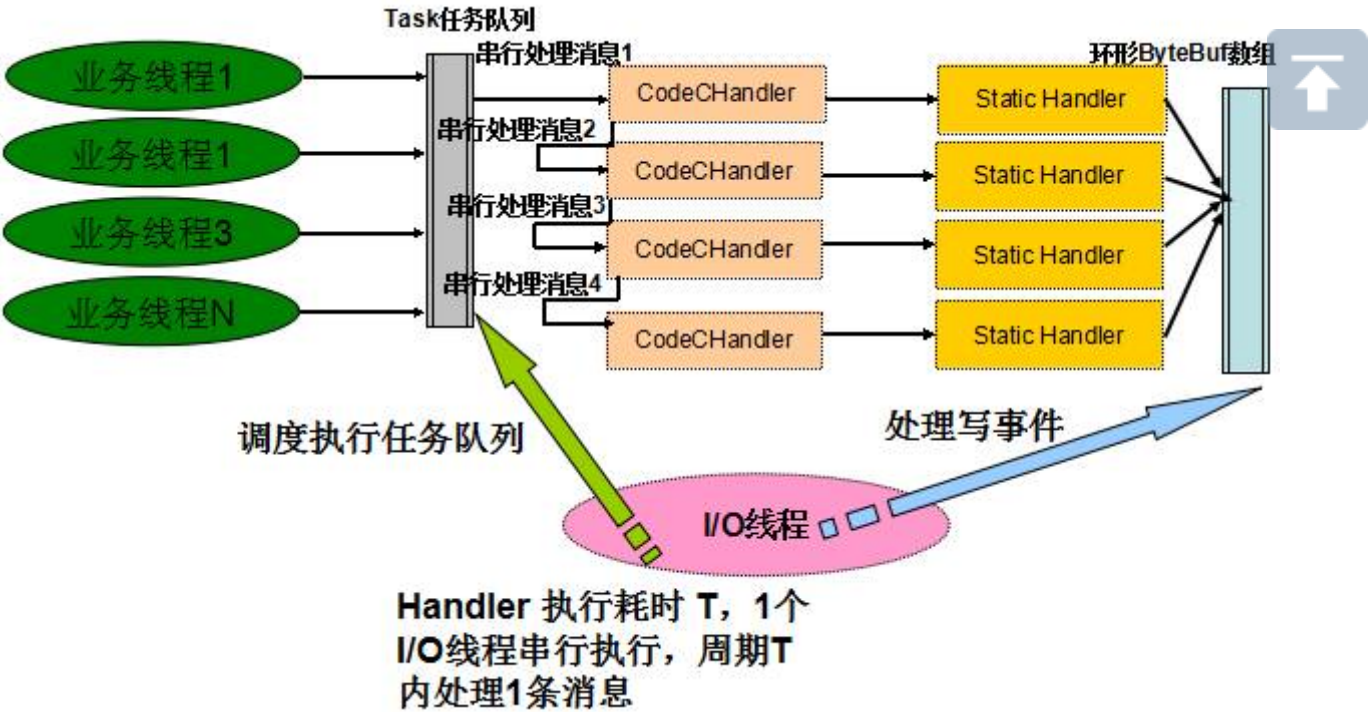 Task任务队列
串行处理消息1
环形ByteBuf数组
业务线程1
CodeCHandler
Static Handler
串行处理消息2
业务线程1
CodeCHandler
Static Handler
串行处理消息3
业务线程3
CodeCHandler
Static Handler
串行处理消息4
业务线程N
CodeCHandler
Static Handler
调度执行任务队列
处理写事件
I/O线程
Handler 执行耗时 T，1个
I/O线程串行执行，周期T
内处理1条消息